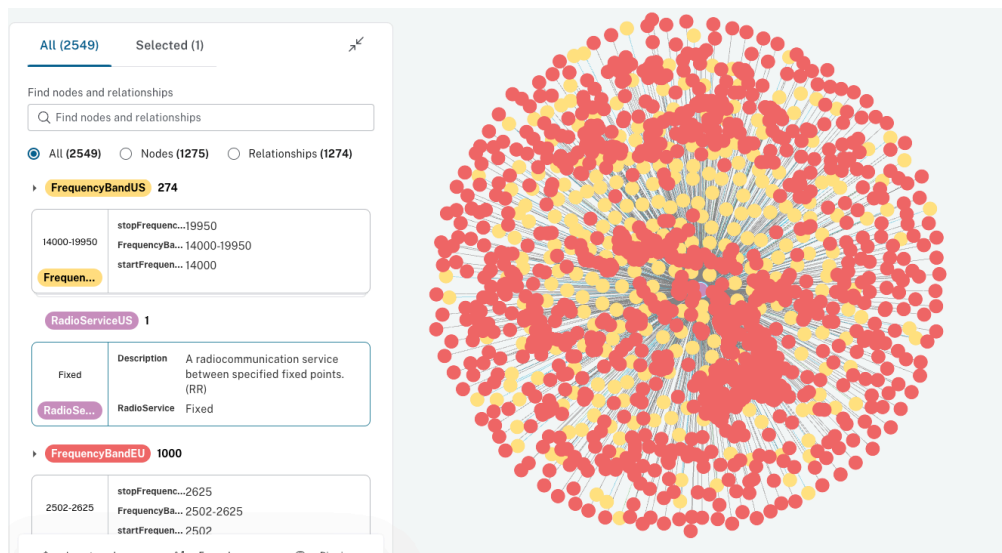 All (2549) Selected (1)
Find nodes and relationships
Find nodes and relationships
All (2549) Nodes (1275) Relationships (1274)
FrequencyBandUS 274
14000-19950
Frequen...
stopFrequenc... 19950
FrequencyBa... 14000-19950
startFrequen... 14000
RadioServiceUS 1
Fixed
RadioSe...
Description A radiocommunication service
between specified fixed points.
(RR)
RadioService Fixed
FrequencyBandEU 1000
2502-2625
stopFrequenc... 2625
FrequencyBa... 2502-2625
startFrequen... 2502